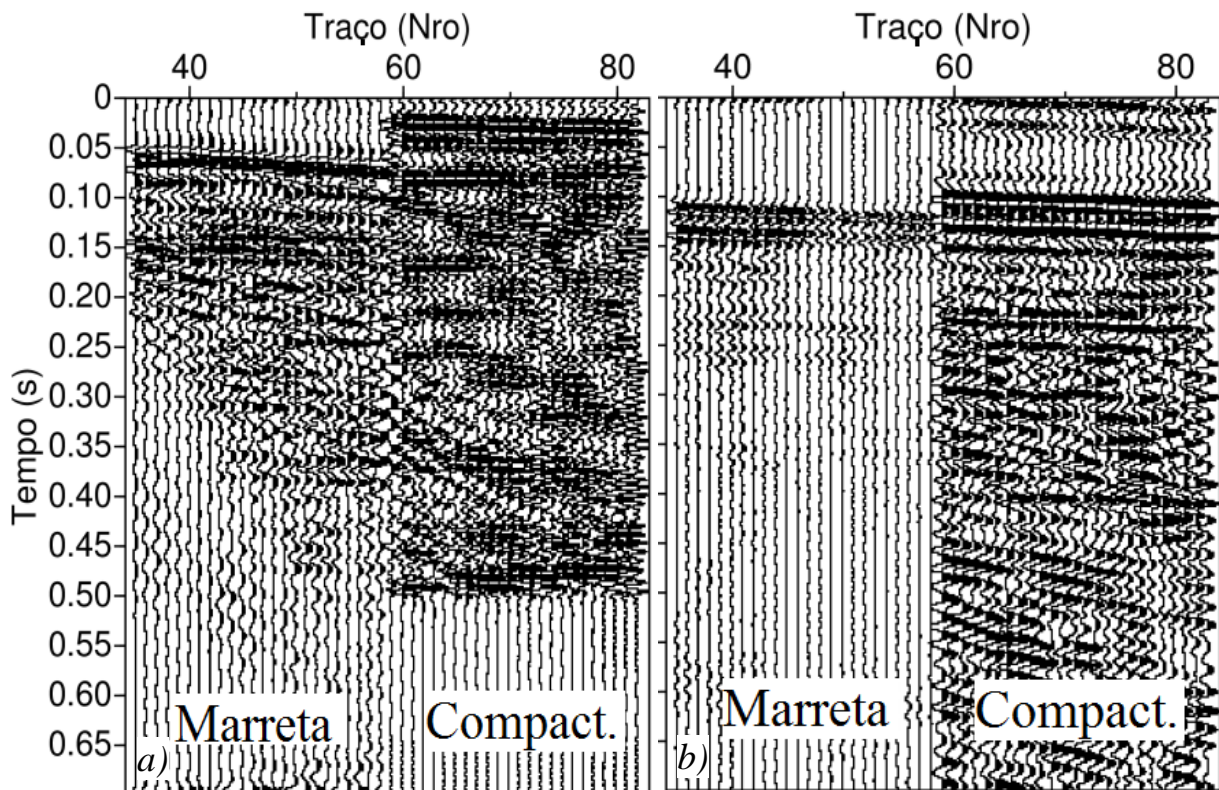 Traço (Nro)
40 60 80
Traço (Nro)
40 60 80
0
0.05
0.10
0.15
0.20
0.25
0.30
0.35
0.40
0.45
0.50
0.55
0.60
0.65
Tempo (s)
Marreta
Compact.
a)
Marreta
Compact.
b)